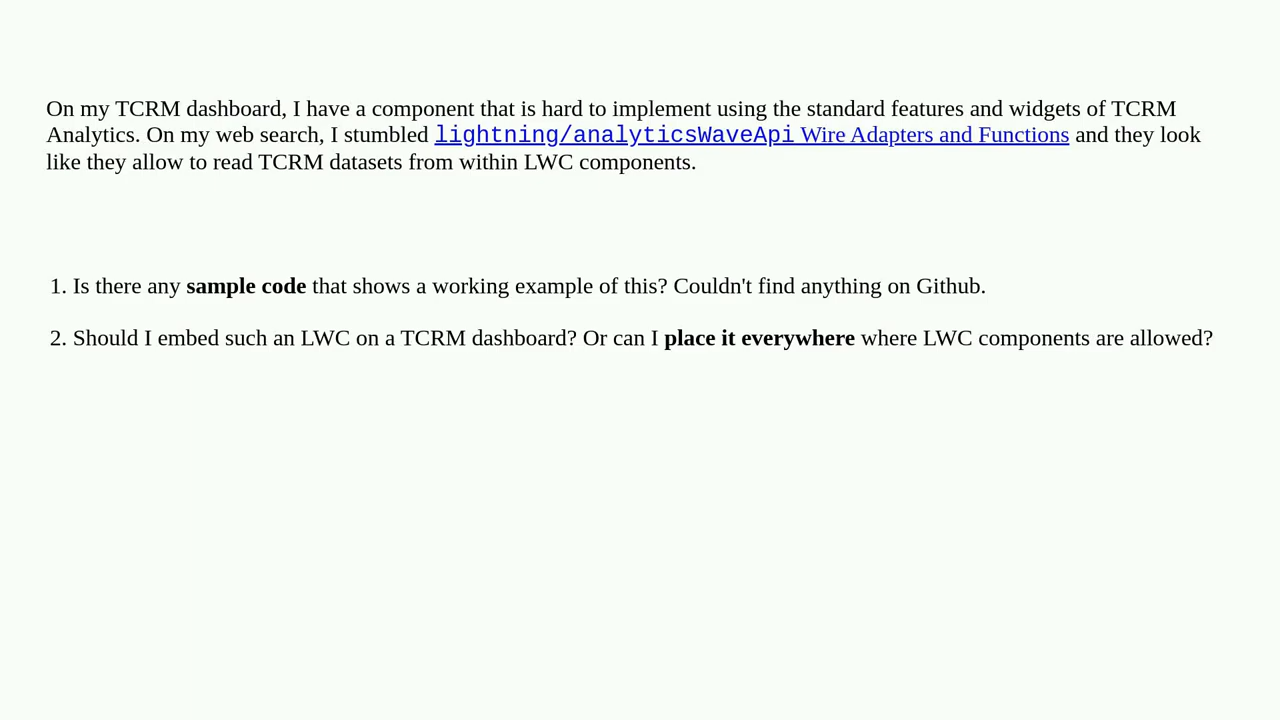 On my TCRM dashboard, I have a component that is hard to implement using the standard features and widgets of TCRM
Analytics. On my web search, I stumbled lightning/analyticsWaveApi Wire Adapters and Functions and they look
like they allow to read TCRM datasets from within LWC components.
1. Is there any sample code that shows a working example of this? Couldn't find anything on Github.
2. Should I embed such an LWC on a TCRM dashboard? Or can I place it everywhere where LWC components are allowed?